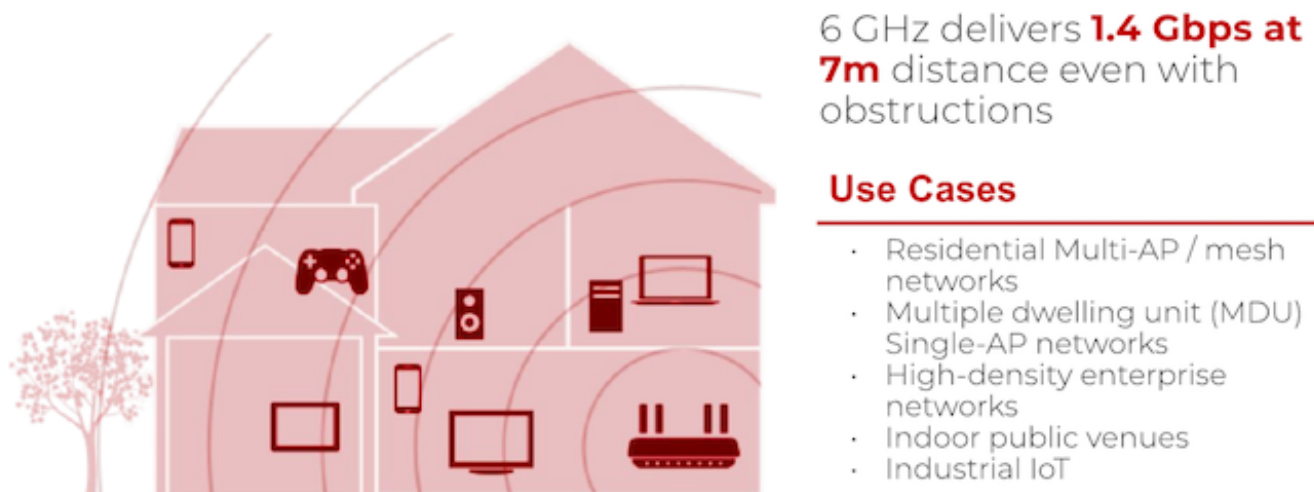 6 GHz delivers 1.4 Gbps at
7m distance even with
obstructions
Use Cases
· Residential Multi-AP / mesh
networks
· Multiple dwelling unit (MDU)
Single-AP networks
· High-density enterprise
networks
· Indoor public venues
· Industrial IoT